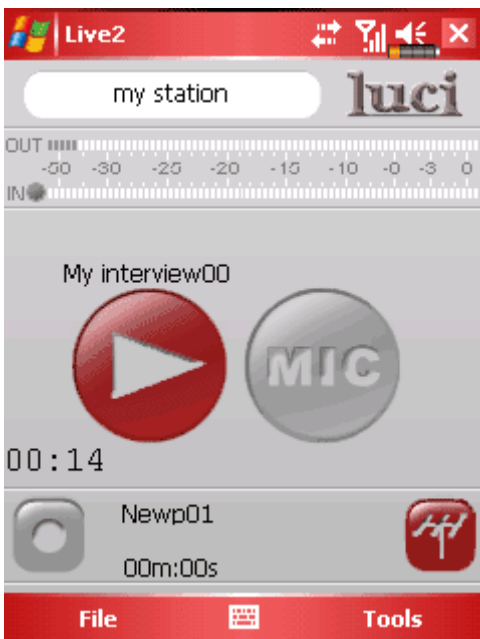 Live2
my station
luci
OUT
-50 -30 -25 -20 -15 -10 -0 -3 0
IN
My interview00
MIC
00:14
Newp01
00m:00s
File
Tools